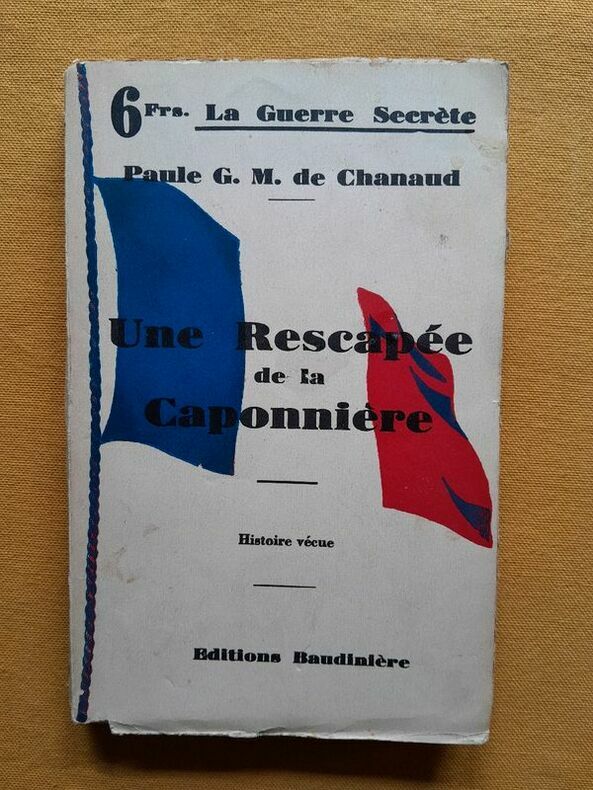 6 Frs. La Guerre Secrète
Paule G. M. de Chanaud
Une Rescapée
de la
Caponnière
Histoire vécue
Editions Baudinière